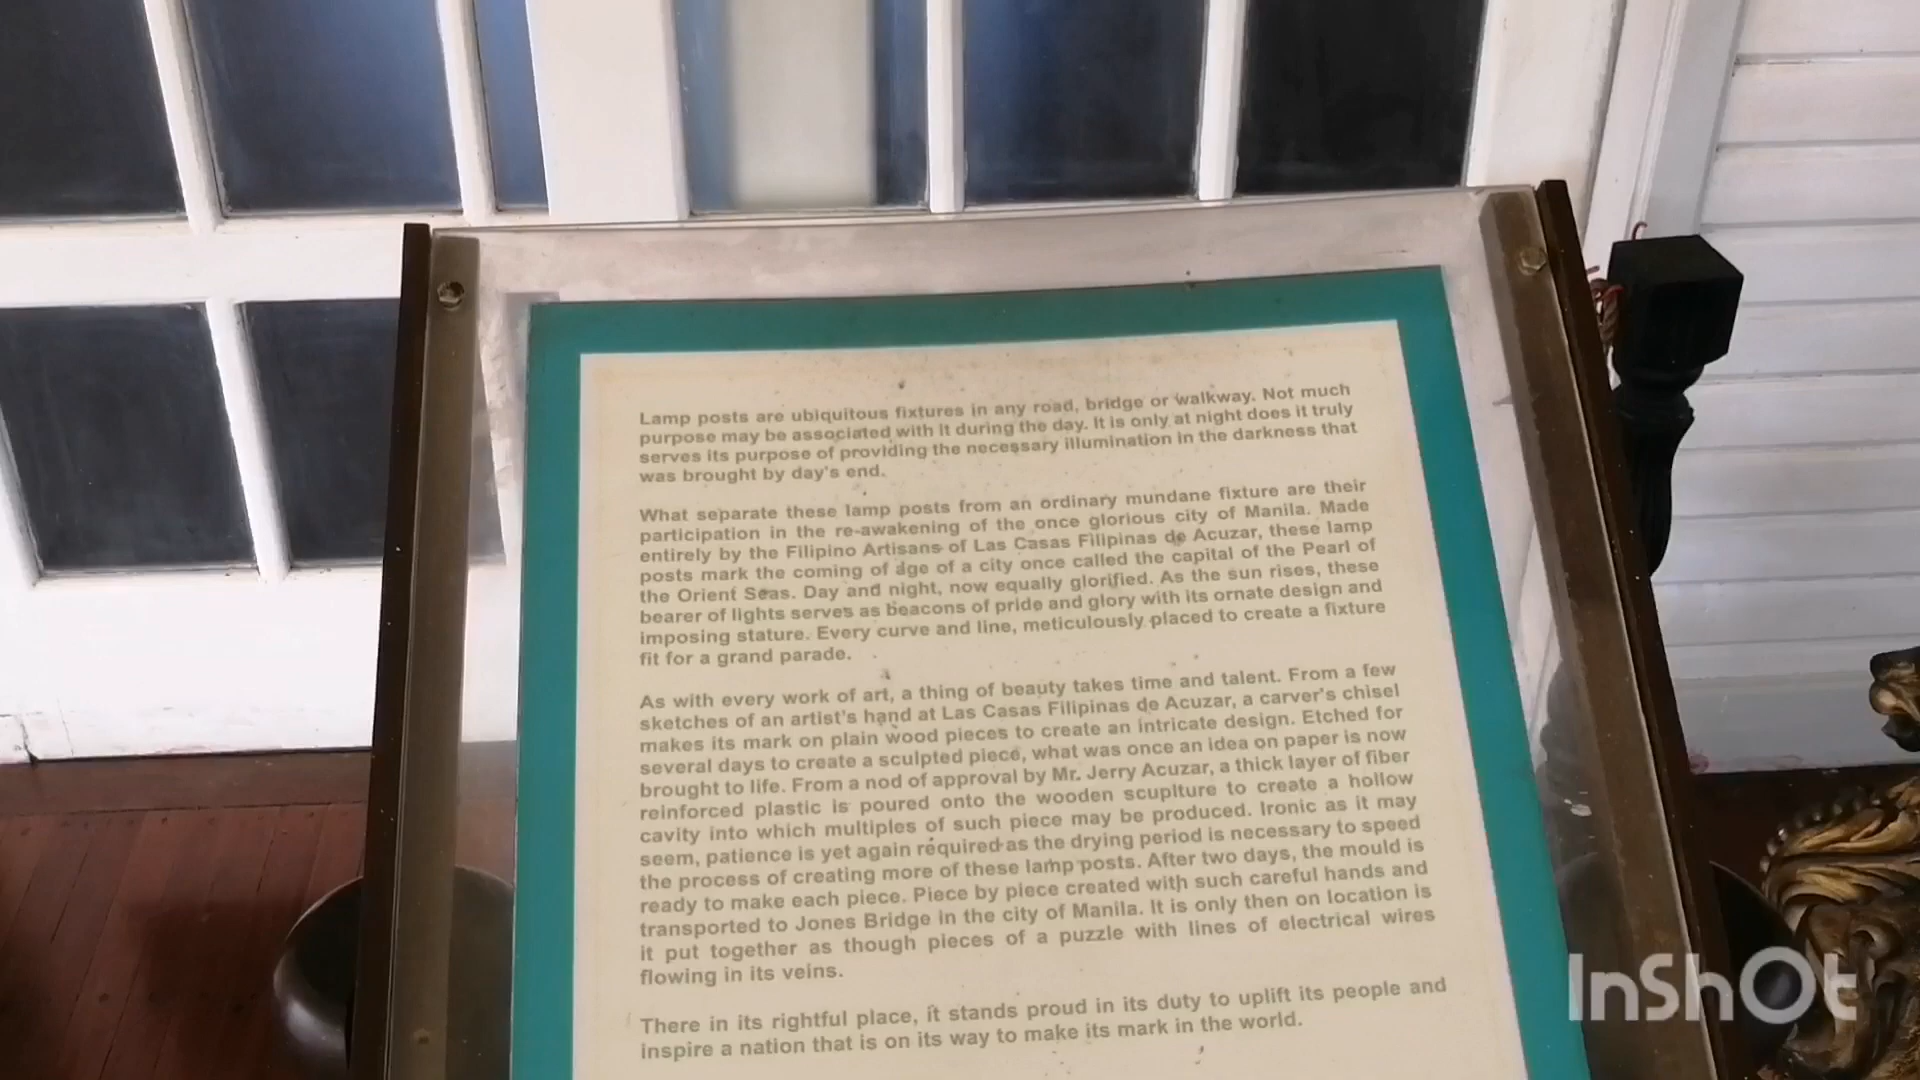 Lamp posts are ubiquitous fixtures in any road, bridge or walkway. Not much
purpose may be associated with it during the day. It is only at night does it truly
serves its purpose of providing the necessary illumination in the darkness that
was brought by day's end.
What separate these lamp posts from an ordinary mundane fixture are their
participation in the re-awakening of the once glorious city of Manila. Made
entirely by the Filipino Artisans of Las Casas Filipinas de Acuzar, these lamp
posts mark the coming of age of a city once called the capital of the Pearl of
the Orient Seas. Day and night, now equally glorified. As the sun rises, these
bearer of lights serves as beacons of pride and glory with its ornate design and
imposing stature. Every curve and line, meticulously placed to create a fixture
fit for a grand parade.
As with every work of art, a thing of beauty takes time and talent. From a few
sketches of an artist's hand at Las Casas Filipinas de Acuzar, a carver's chisel
makes its mark on plain wood pieces to create an intricate design. Etched for
several days to create a sculpted piece, what was once an idea on paper is now
brought to life. From a nod of approval by Mr. Jerry Acuzar, a thick layer of fiber
reinforced plastic is poured onto the wooden scuplture to create a hollow
cavity into which multiples of such piece may be produced. Ironic as it may
seem, patience is yet again required as the drying period is necessary to speed
the process of creating more of these lamp posts. After two days, the mould is
ready to make each piece. Piece by piece created with such careful hands and
transported to Jones Bridge in the city of Manila. It is only then on location is
it put together as though pieces of a puzzle with lines of electrical wires
flowing in its veins.
There in its rightful place, it stands proud in its duty to uplift its people and
inspire a nation that is on its way to make its mark in the world.
InShOt